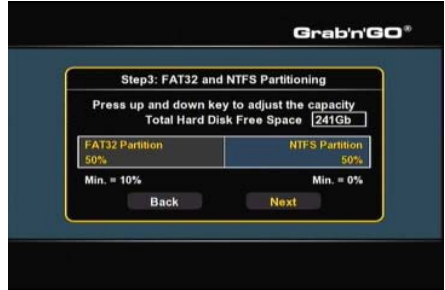 Grab'n'GO®
Step3: FAT32 and NTFS Partitioning
Press up and down key to adjust the capacity
Total Hard Disk Free Space 241Gb
FAT32 Partition NTFS Partition
50% 50%
Min. = 10% Min. = 0%
Back Next